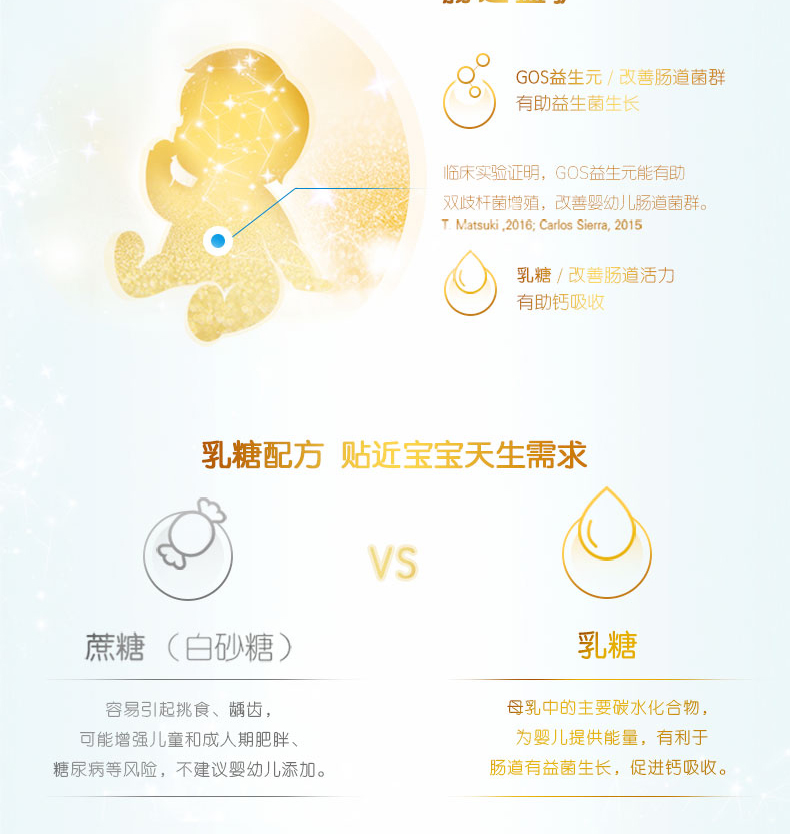 GOS益生元 / 改善肠道菌群
有助益生菌生长
临床实验证明，GOS益生元能有助
双歧杆菌增殖，改善婴幼儿肠道菌群。
T. Matsuki ,2016; Carlos Sierra, 2015
乳糖 / 改善肠道活力
有助钙吸收
乳糖配方 贴近宝宝天生需求
VS
蔗糖（白砂糖）
乳糖
容易引起挑食、龋齿，
可能增强儿童和成人期肥胖、
糖尿病等风险，不建议婴幼儿添加。
母乳中的主要碳水化合物，
为婴儿提供能量，有利于
肠道有益菌生长，促进钙吸收。